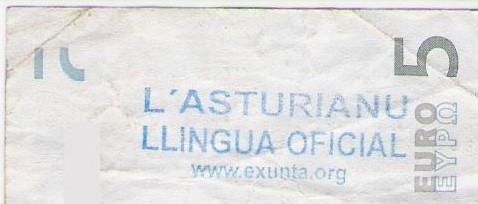 5
L´ASTURIANU
LLINGUA OFICIAL
www.exunta.org
EURO
ΕΥΡΩ